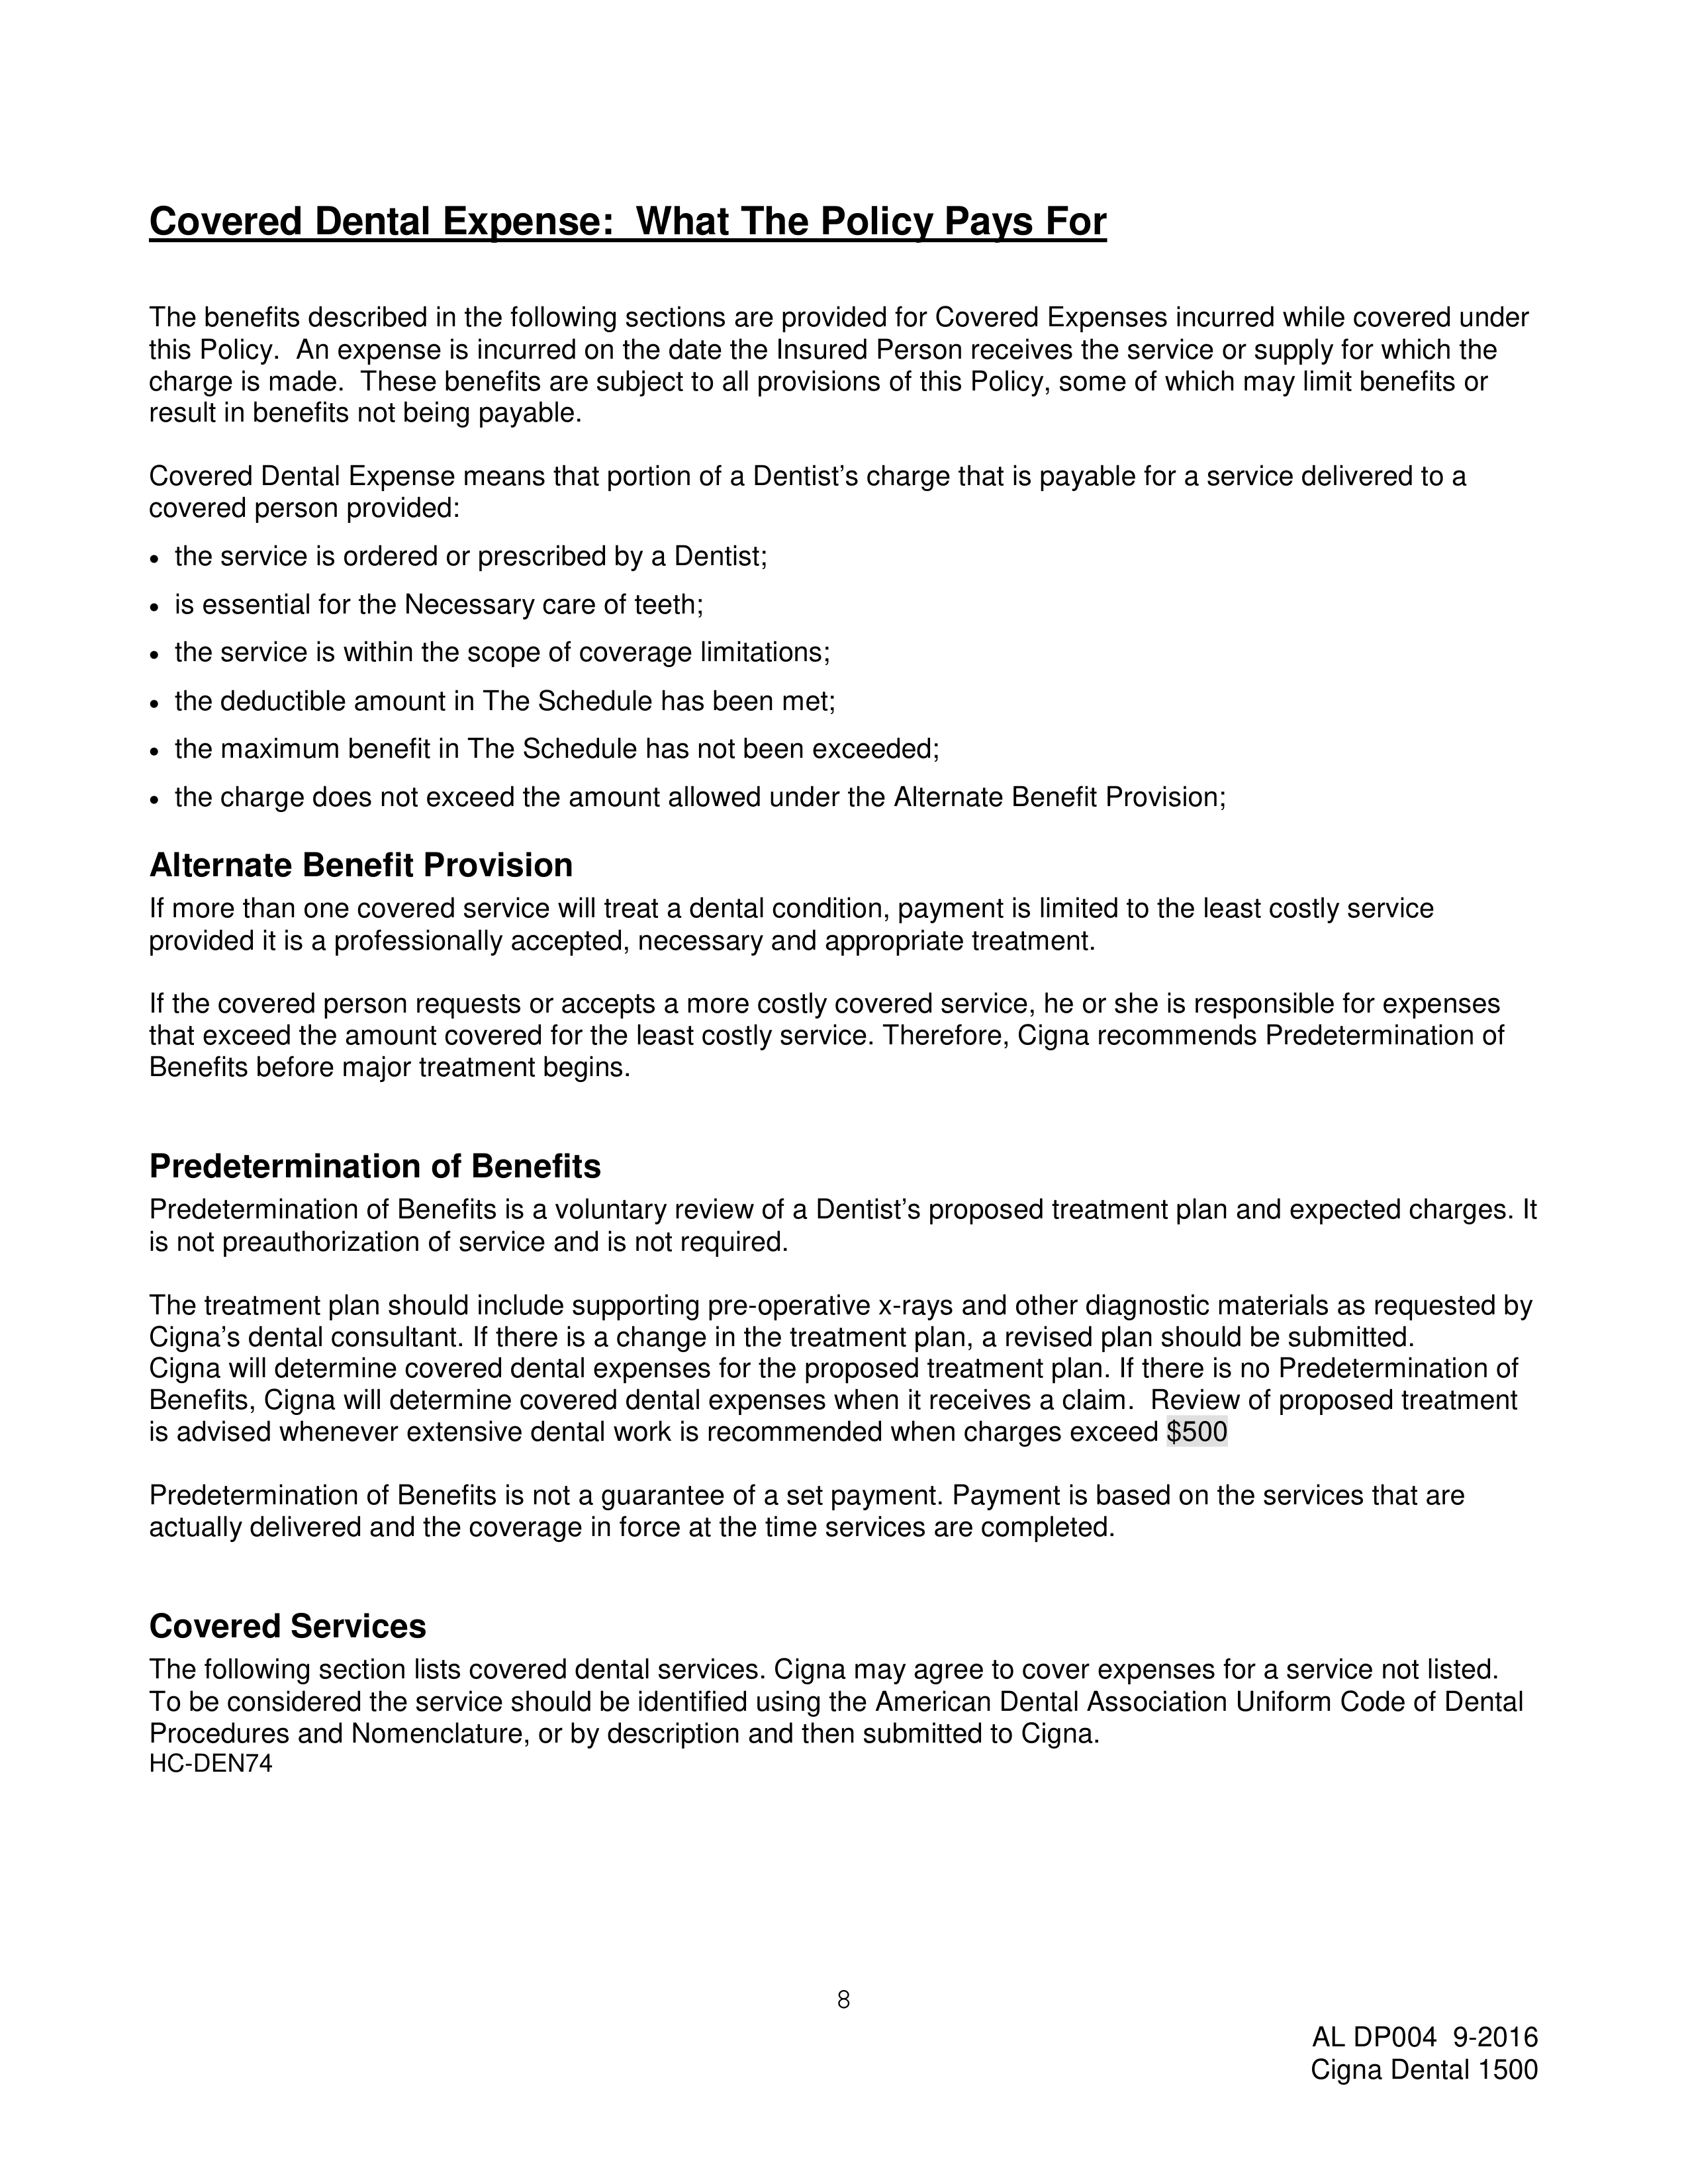 Covered Dental Expense:  What The Policy Pays For
The benefits described in the following sections are provided for Covered Expenses incurred while covered under
this Policy.  An expense is incurred on the date the Insured Person receives the service or supply for which the
charge is made.  These benefits are subject to all provisions of this Policy, some of which may limit benefits or
result in benefits not being payable.
Covered Dental Expense means that portion of a Dentist’s charge that is payable for a service delivered to a
covered person provided:
• the service is ordered or prescribed by a Dentist;
• is essential for the Necessary care of teeth;
• the service is within the scope of coverage limitations;
• the deductible amount in The Schedule has been met;
• the maximum benefit in The Schedule has not been exceeded;
• the charge does not exceed the amount allowed under the Alternate Benefit Provision;
Alternate Benefit Provision
If more than one covered service will treat a dental condition, payment is limited to the least costly service
provided it is a professionally accepted, necessary and appropriate treatment.
If the covered person requests or accepts a more costly covered service, he or she is responsible for expenses
that exceed the amount covered for the least costly service. Therefore, Cigna recommends Predetermination of
Benefits before major treatment begins.
Predetermination of Benefits
Predetermination of Benefits is a voluntary review of a Dentist’s proposed treatment plan and expected charges. It
is not preauthorization of service and is not required.
The treatment plan should include supporting pre-operative x-rays and other diagnostic materials as requested by
Cigna’s dental consultant. If there is a change in the treatment plan, a revised plan should be submitted.
Cigna will determine covered dental expenses for the proposed treatment plan. If there is no Predetermination of
Benefits, Cigna will determine covered dental expenses when it receives a claim.  Review of proposed treatment
is advised whenever extensive dental work is recommended when charges exceed $500
Predetermination of Benefits is not a guarantee of a set payment. Payment is based on the services that are
actually delivered and the coverage in force at the time services are completed.
Covered Services
The following section lists covered dental services. Cigna may agree to cover expenses for a service not listed.
To be considered the service should be identified using the American Dental Association Uniform Code of Dental
Procedures and Nomenclature, or by description and then submitted to Cigna.
HC-DEN74
8
AL DP004  9-2016
Cigna Dental 1500